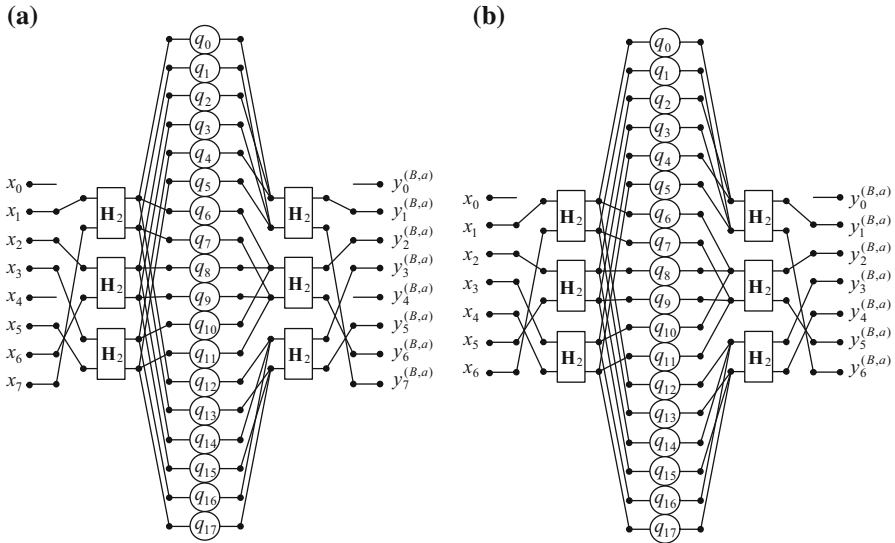 (a)
q₀
q₁
q₂
q₃
q₄
q₅
q₆
q₇
q₈
q₉
q₁₀
q₁₁
q₁₂
q₁₃
q₁₄
q₁₅
q₁₆
q₁₇
x₀
x₁
x₂
x₃
x₄
x₅
x₆
x₇
H₂
H₂
H₂
H₂
H₂
H₂
y₀^(B,a)
y₁^(B,a)
y₂^(B,a)
y₃^(B,a)
y₄^(B,a)
y₅^(B,a)
y₆^(B,a)
y₇^(B,a)
(b)
q₀
q₁
q₂
q₃
q₄
q₅
q₆
q₇
q₈
q₉
q₁₀
q₁₁
q₁₂
q₁₃
q₁₄
q₁₅
q₁₆
q₁₇
x₀
x₁
x₂
x₃
x₄
x₅
x₆
H₂
H₂
H₂
H₂
H₂
H₂
y₀^(B,a)
y₁^(B,a)
y₂^(B,a)
y₃^(B,a)
y₄^(B,a)
y₅^(B,a)
y₆^(B,a)